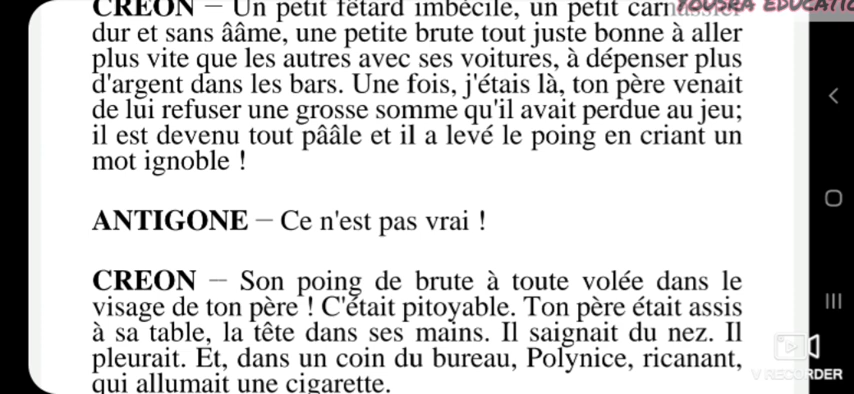 YOUSRA EDUCATIO
CREON – Un petit fêtard imbécile, un petit carnassier
dur et sans ââme, une petite brute tout juste bonne à aller
plus vite que les autres avec ses voitures, à dépenser plus
d'argent dans les bars. Une fois, j'étais là, ton père venait
de lui refuser une grosse somme qu'il avait perdue au jeu;
il est devenu tout pââle et il a levé le poing en criant un
mot ignoble !
ANTIGONE – Ce n'est pas vrai !
CREON – Son poing de brute à toute volée dans le
visage de ton père ! C'était pitoyable. Ton père était assis
à sa table, la tête dans ses mains. Il saignait du nez. Il
pleurait. Et, dans un coin du bureau, Polynice, ricanant,
qui allumait une cigarette.
V RECORDER